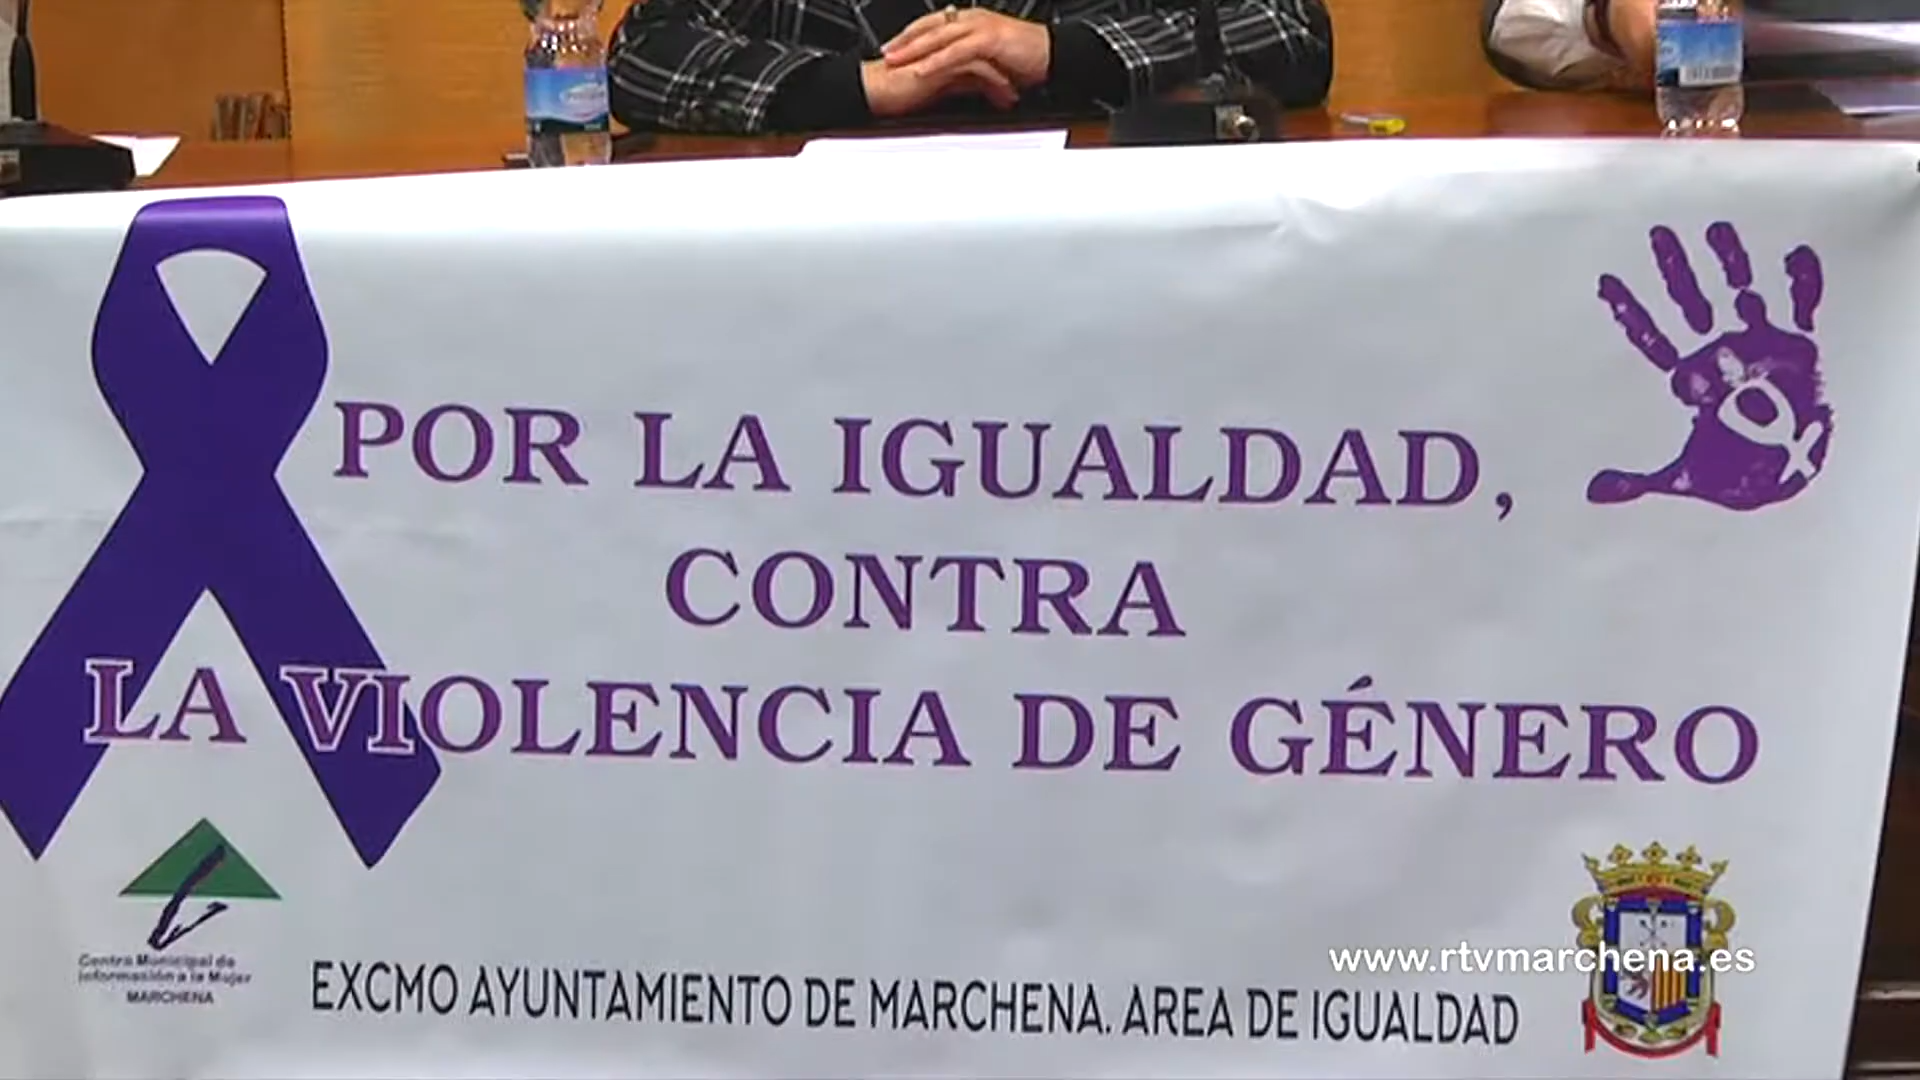 POR LA IGUALDAD,
CONTRA
LA VIOLENCIA DE GÉNERO
Centro Municipal de
Información a la Mujer
MARCHENA
EXCMO AYUNTAMIENTO DE MARCHENA. AREA DE IGUALDAD
www.rtvmarchena.es